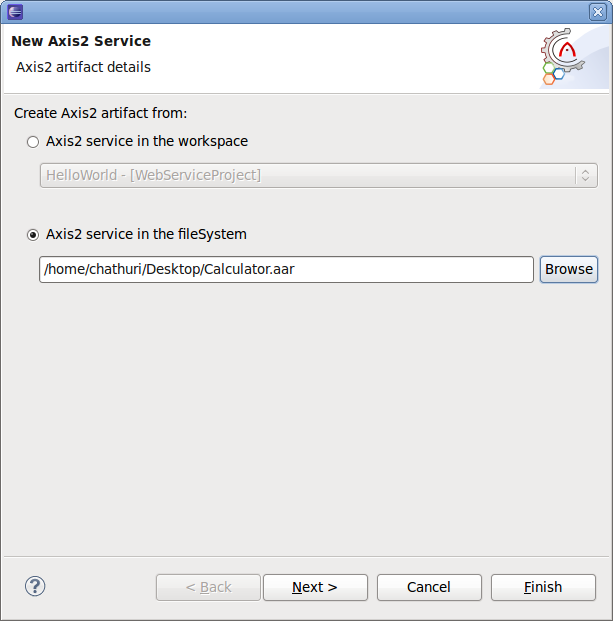 New Axis2 Service
Axis2 artifact details
Create Axis2 artifact from:
Axis2 service in the workspace
HelloWorld - [WebServiceProject]
Axis2 service in the fileSystem
/home/chathuri/Desktop/Calculator.aar Browse
? < Back Next > Cancel Finish